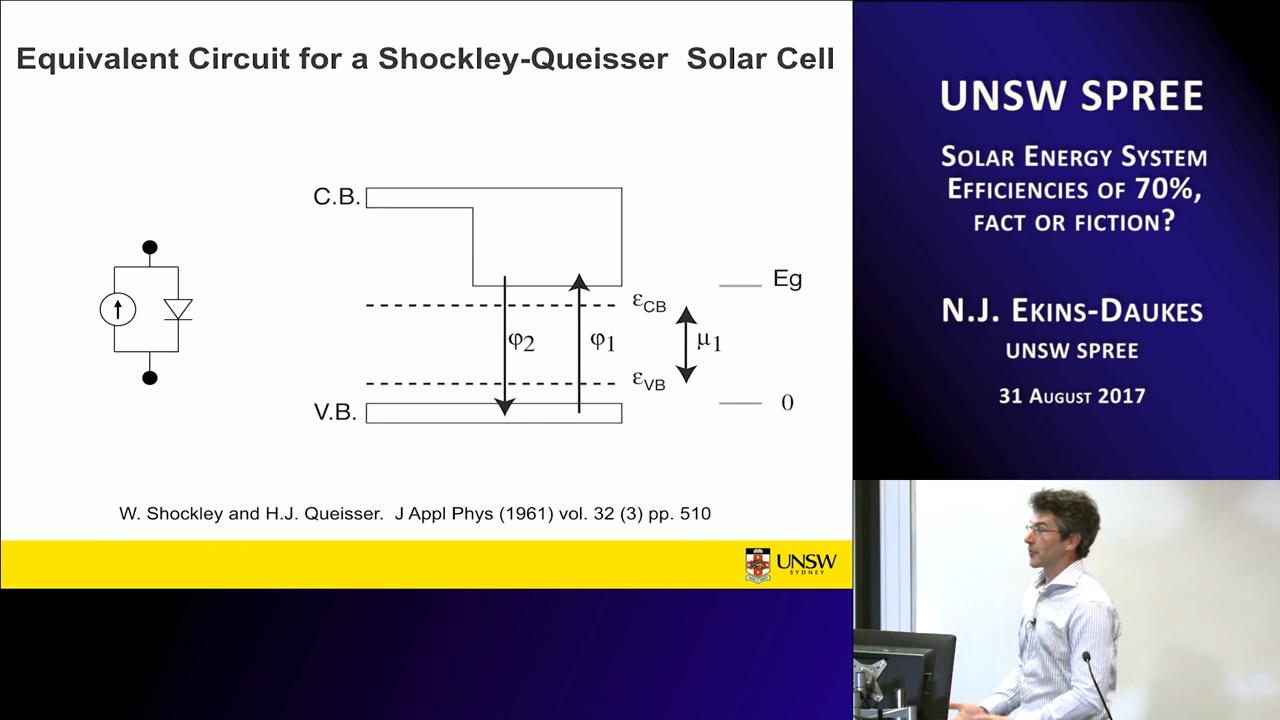 Equivalent Circuit for a Shockley-Queisser Solar Cell
C.B.
Eg
εCB
φ2
φ1
μ1
εVB
V.B.
0
W. Shockley and H.J. Queisser. J Appl Phys (1961) vol. 32 (3) pp. 510
UNSW
SYDNEY
UNSW SPREE
Solar Energy System
Efficiencies of 70%,
fact or fiction?
N.J. Ekins-Daukes
UNSW SPREE
31 August 2017